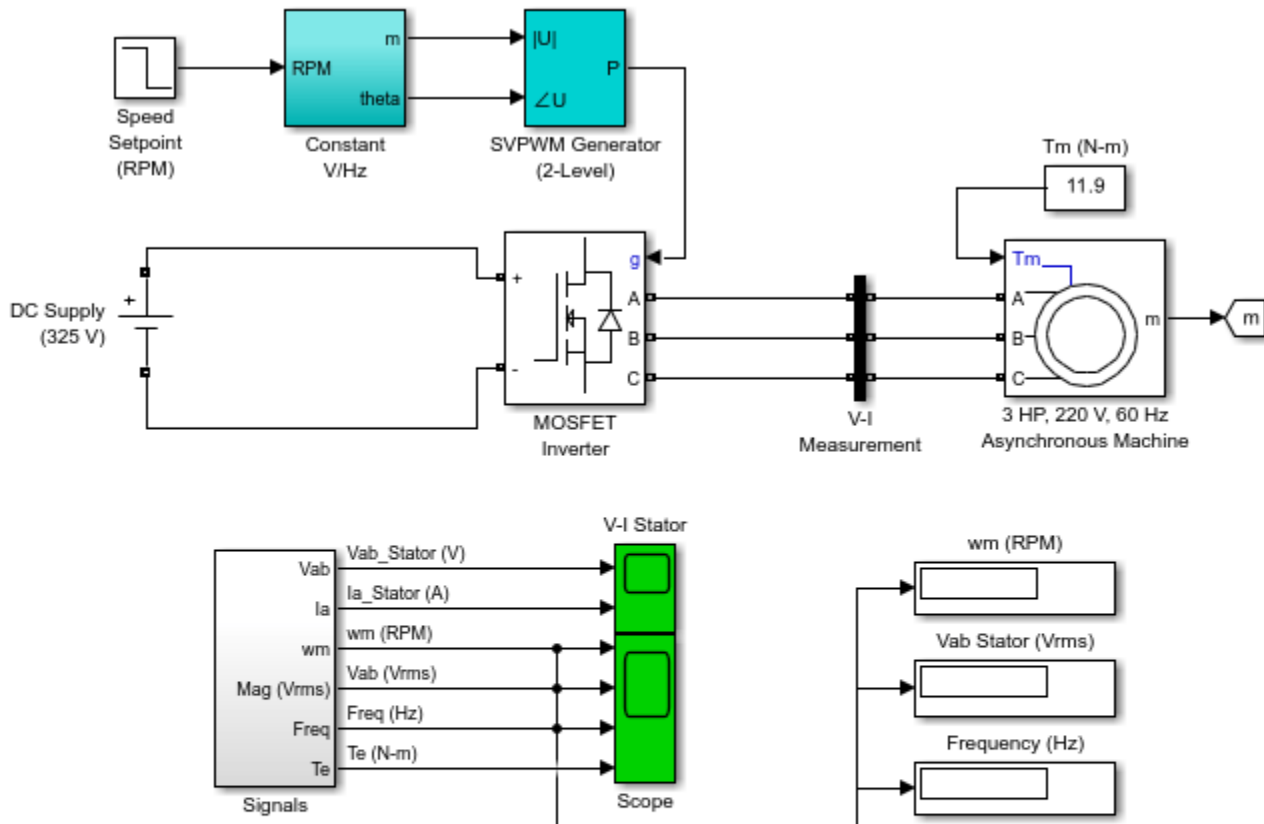 RPM
m
theta
|U|
∠U
P
Speed
Setpoint
(RPM)
Constant
V/Hz
SVPWM Generator
(2-Level)
Tm (N-m)
11.9
DC Supply
(325 V)
+
+
-
g
A
B
C
MOSFET
Inverter
V-I
Measurement
Tm
A
B
C
m
m
3 HP, 220 V, 60 Hz
Asynchronous Machine
V-I Stator
Vab
Vab_Stator (V)
Ia
Ia_Stator (A)
wm
wm (RPM)
Mag (Vrms)
Vab (Vrms)
Freq
Freq (Hz)
Te
Te (N-m)
Signals
Scope
wm (RPM)
Vab Stator (Vrms)
Frequency (Hz)